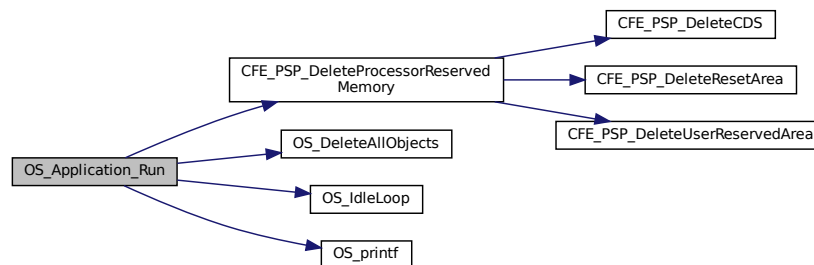 CFE_PSP_DeleteCDS
CFE_PSP_DeleteProcessorReserved
Memory
CFE_PSP_DeleteResetArea
CFE_PSP_DeleteUserReservedArea
OS_DeleteAllObjects
OS_Application_Run
OS_IdleLoop
OS_printf